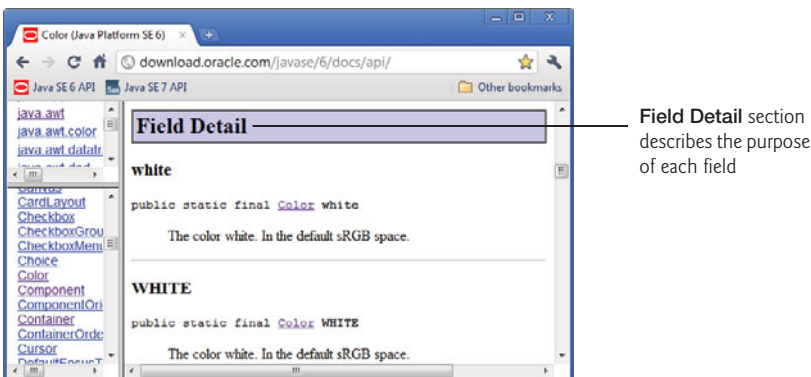 Color (Java Platform SE 6)
download.oracle.com/javase/6/docs/api/
Java SE 6 API
Java SE 7 API
Other bookmarks
java.awt
java.awt.color
java.awt.datatr
CardLayout
Checkbox
CheckboxGrou
CheckboxMenu
Choice
Color
Component
ComponentOri
Container
ContainerOrde
Cursor
Field Detail
white
public static final Color white
The color white. In the default sRGB space.
WHITE
public static final Color WHITE
The color white. In the default sRGB space.
Field Detail section
describes the purpose
of each field